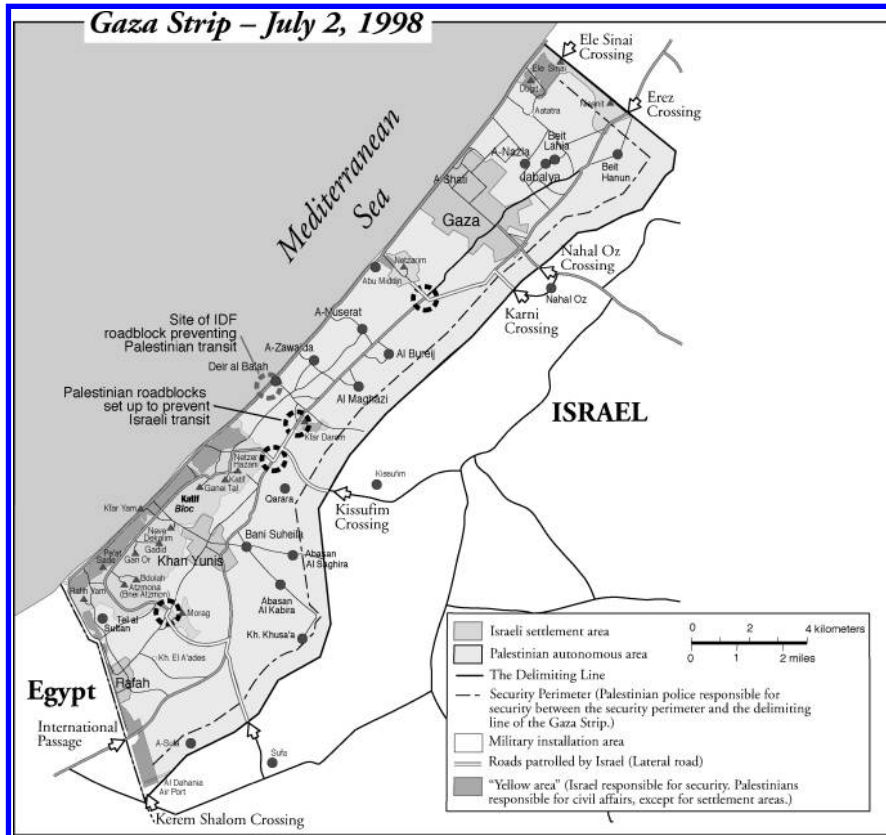 Gaza Strip – July 2, 1998
Ele Sinai
Crossing
Ele Sinai
Dugit
Nisanit
Erez
Crossing
Aatatra
Beit
Lahia
A-Nazla
Jabalya
Beit
Hanun
A-Shati
Mediterranean
Sea
Gaza
Nahal Oz
Crossing
Netzarim
Abu Middin
Nahal Oz
Karni
Crossing
Site of IDF
roadblock preventing
Palestinian transit
A-Nuserat
A-Zawaida
Al Bureij
Deir al Balah
Al Maghazi
Palestinian roadblocks
set up to prevent
Israeli transit
ISRAEL
Kfar Darom
Netzer
Hazani
Katif
Ganei Tal
Kissufim
Katif
Bloc
Qarara
Kfar Yam
Kissufim
Crossing
Neve
Dekalim
Gadid
Bani Suheila
Pe'at
Sade
Gan Or
Khan Yunis
Abasan
Al Saghira
Bdolah
Rafih Yam
Atzmona
(Bnei Atzmon)
Abasan
Al Kabira
Morag
Tel al
Sultan
Kh. Khusa'a
Kh. El A'ades
Rafah
Egypt
International
Passage
A-Sufi
Sufa
Al Dahania
Air Port
Kerem Shalom Crossing
Israeli settlement area
0 2 4 kilometers
Palestinian autonomous area
0 1 2 miles
The Delimiting Line
Security Perimeter (Palestinian police responsible for
security between the security perimeter and the delimiting
line of the Gaza Strip.)
Military installation area
Roads patrolled by Israel (Lateral road)
"Yellow area" (Israel responsible for security. Palestinians
responsible for civil affairs, except for settlement areas.)